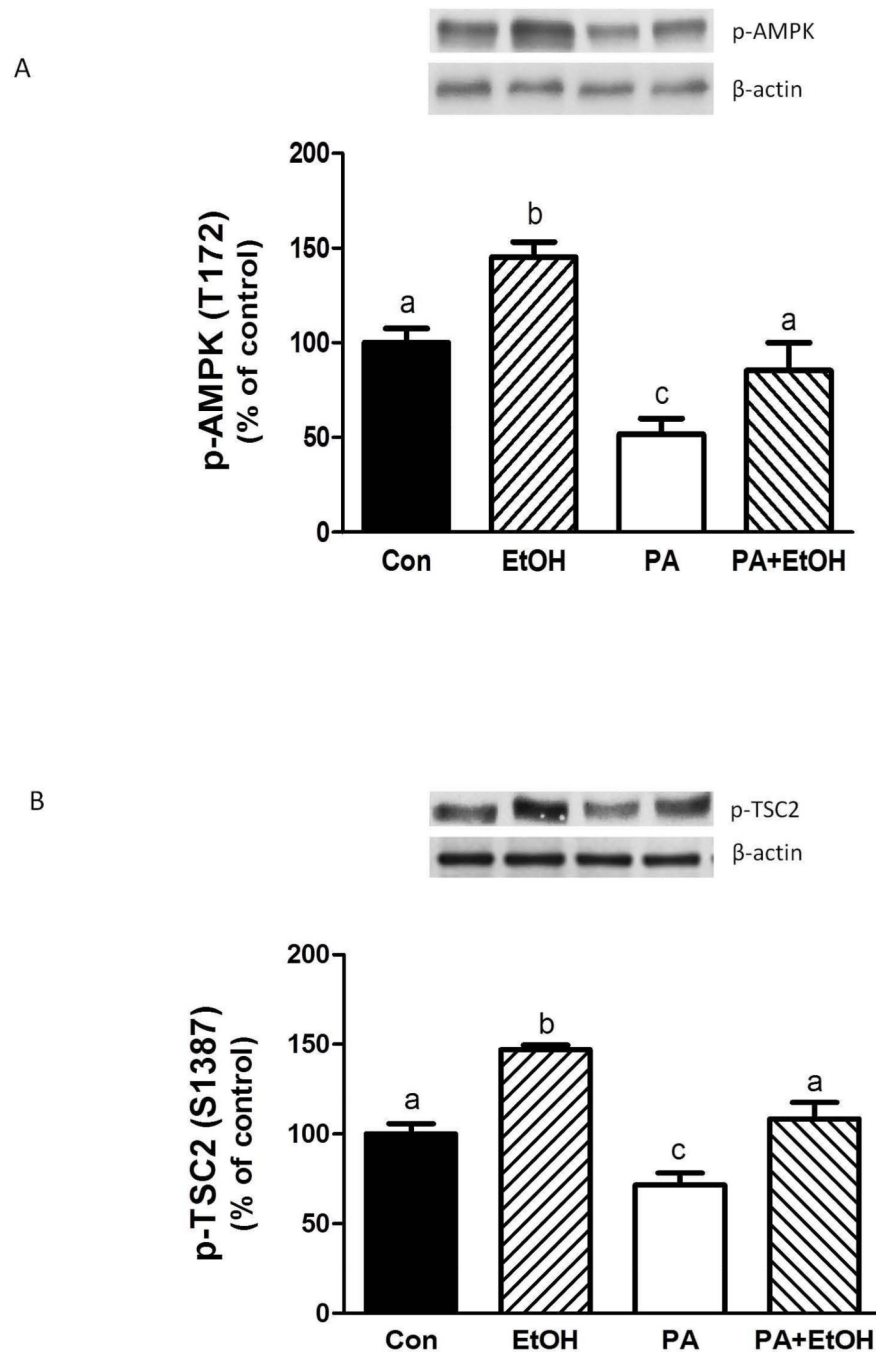 A
p-AMPK
β-actin
p-AMPK (T172)
(% of control)
200
150
100
50
0
a
b
c
a
Con EtOH PA PA+EtOH
B
p-TSC2
β-actin
p-TSC2 (S1387)
(% of control)
200
150
100
50
0
a
b
c
a
Con EtOH PA PA+EtOH